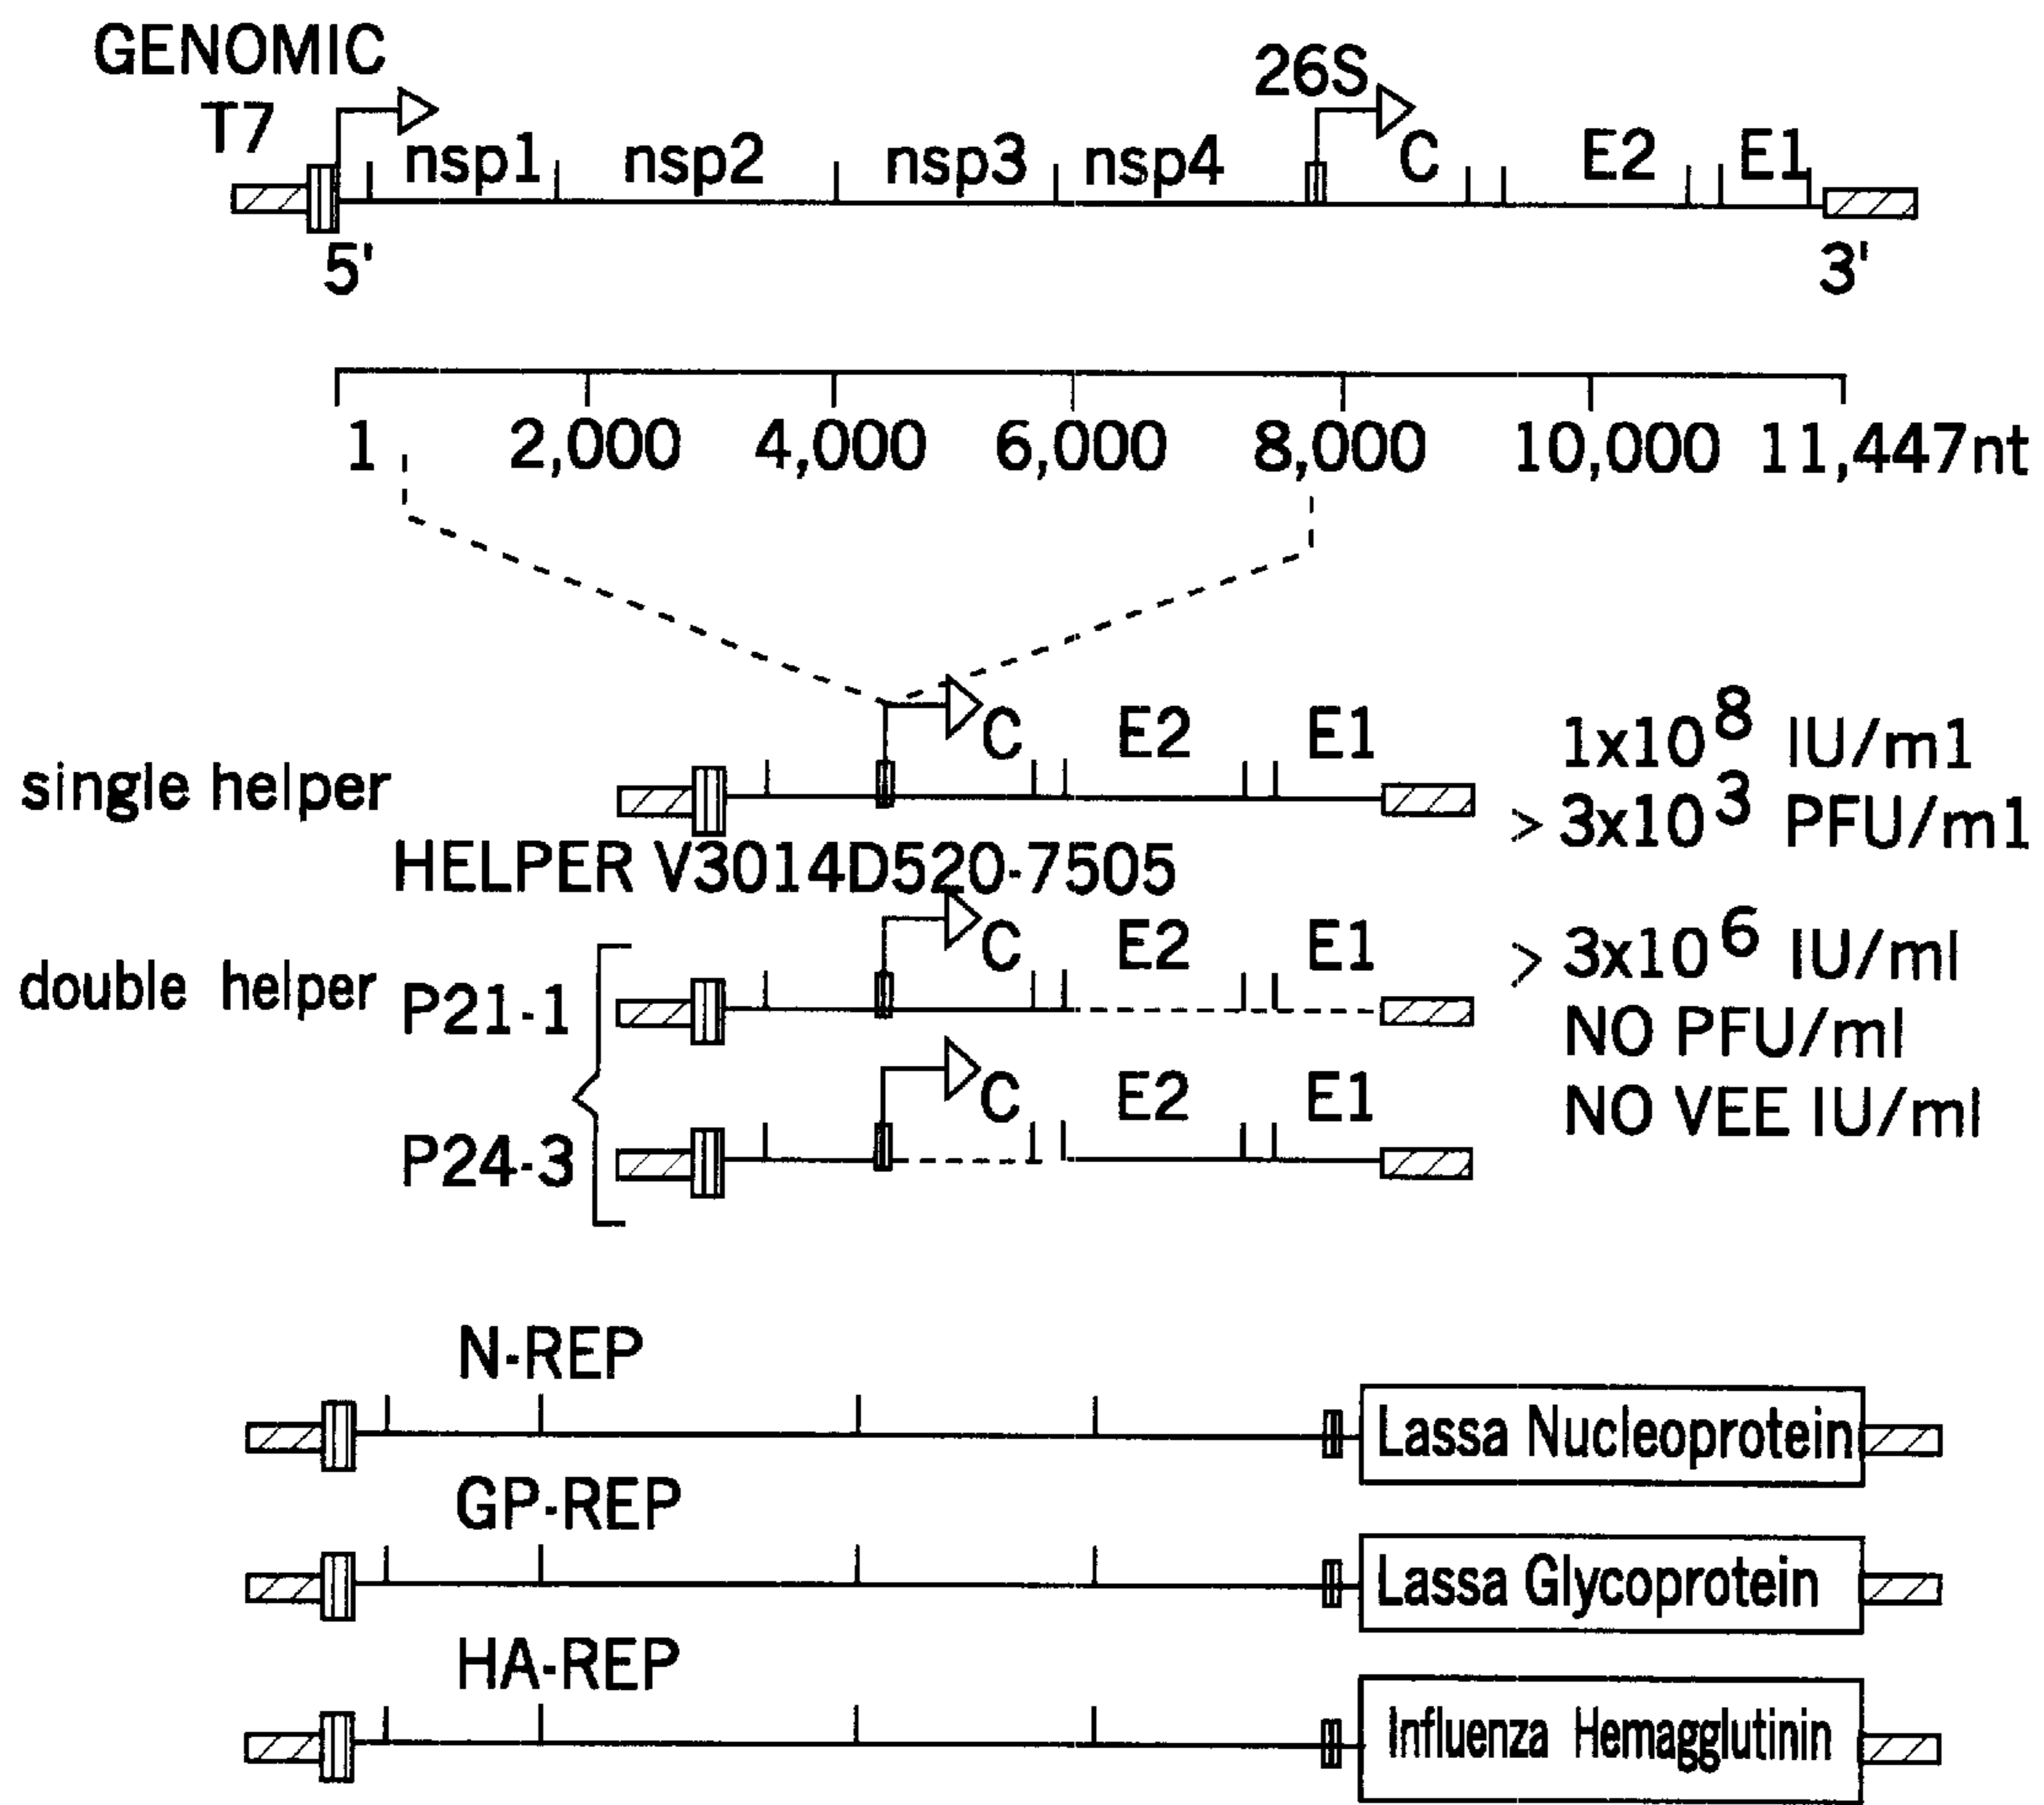 GENOMIC
T7
26S
nsp1 nsp2 nsp3 nsp4 C E2 E1
5' 3'
1 2,000 4,000 6,000 8,000 10,000 11,447nt
single helper
C E2 E1
1x10 8 IU/m1
> 3x10 3 PFU/m1
HELPER V3014D520-7505
double helper
P21-1
C E2 E1
> 3x10 6 IU/ml
NO PFU/ml
NO VEE IU/ml
P24-3
C E2 E1
N-REP
Lassa Nucleoprotein
GP-REP
Lassa Glycoprotein
HA-REP
Influenza Hemagglutinin